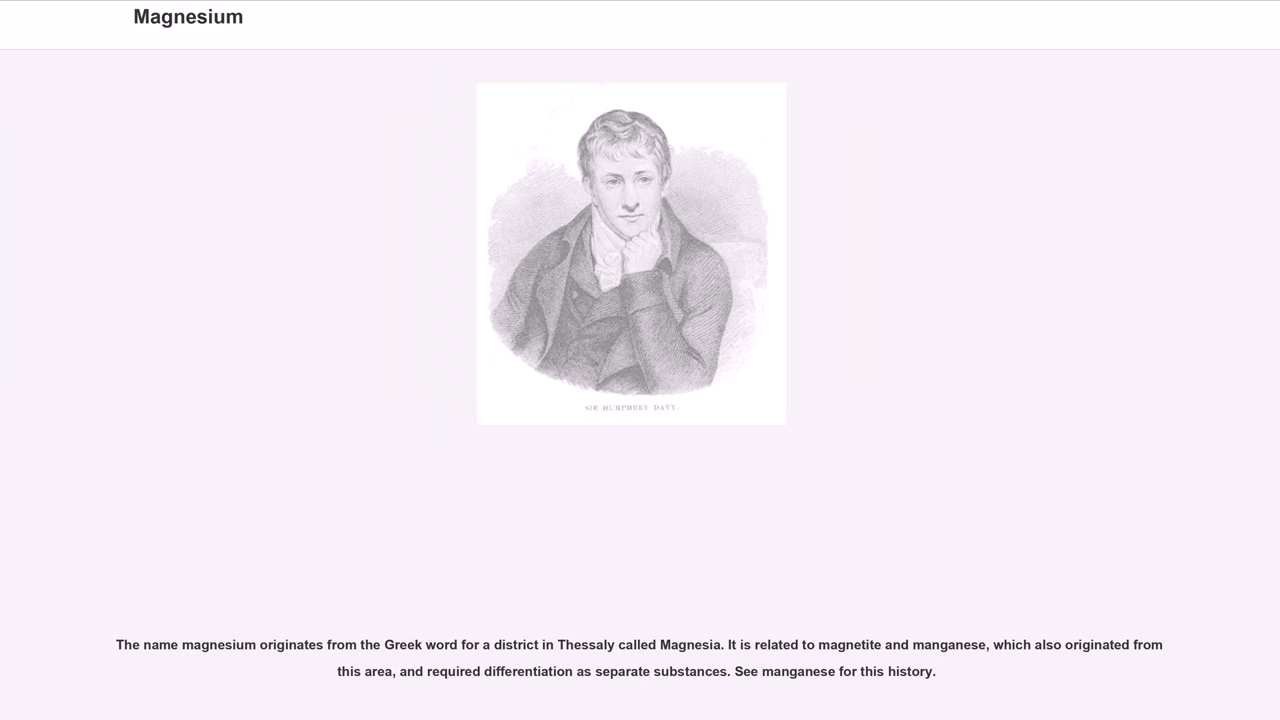 Magnesium
SIR HUMPHREY DAVY.
The name magnesium originates from the Greek word for a district in Thessaly called Magnesia. It is related to magnetite and manganese, which also originated from
this area, and required differentiation as separate substances. See manganese for this history.